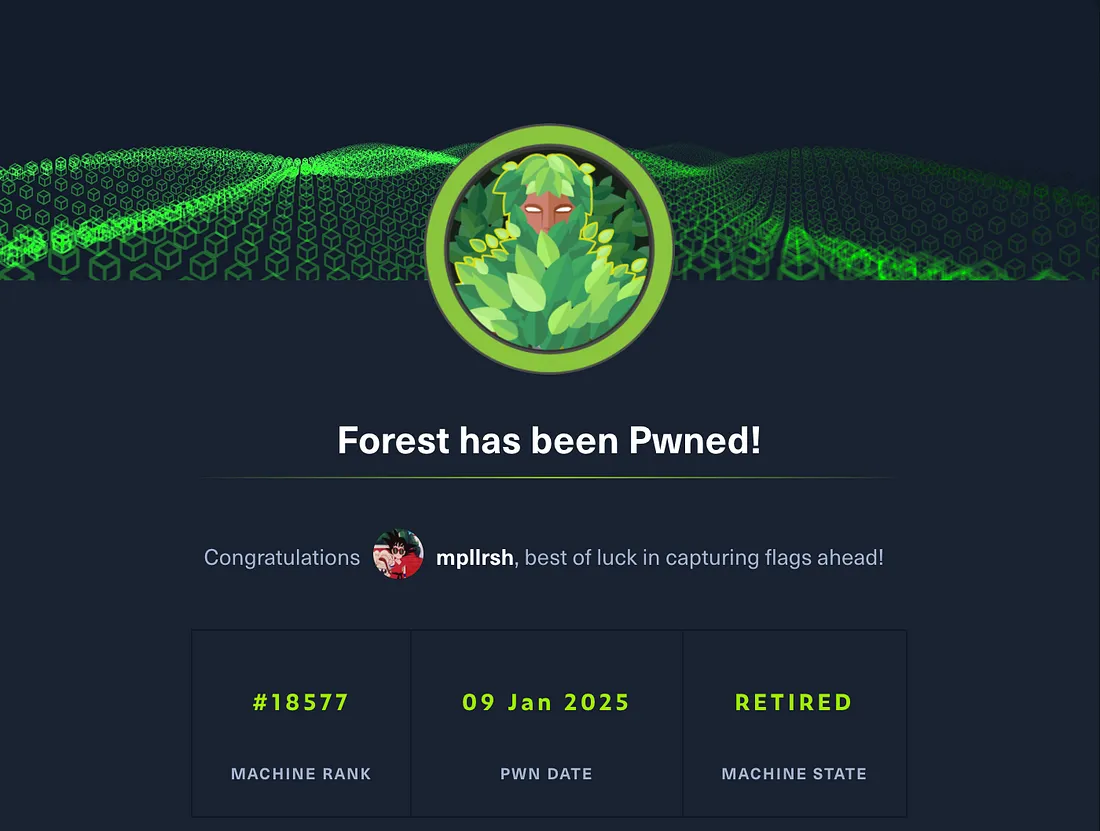 Forest has been Pwned!
Congratulations mpllrsh, best of luck in capturing flags ahead!
#18577 09 Jan 2025 RETIRED
MACHINE RANK PWN DATE MACHINE STATE